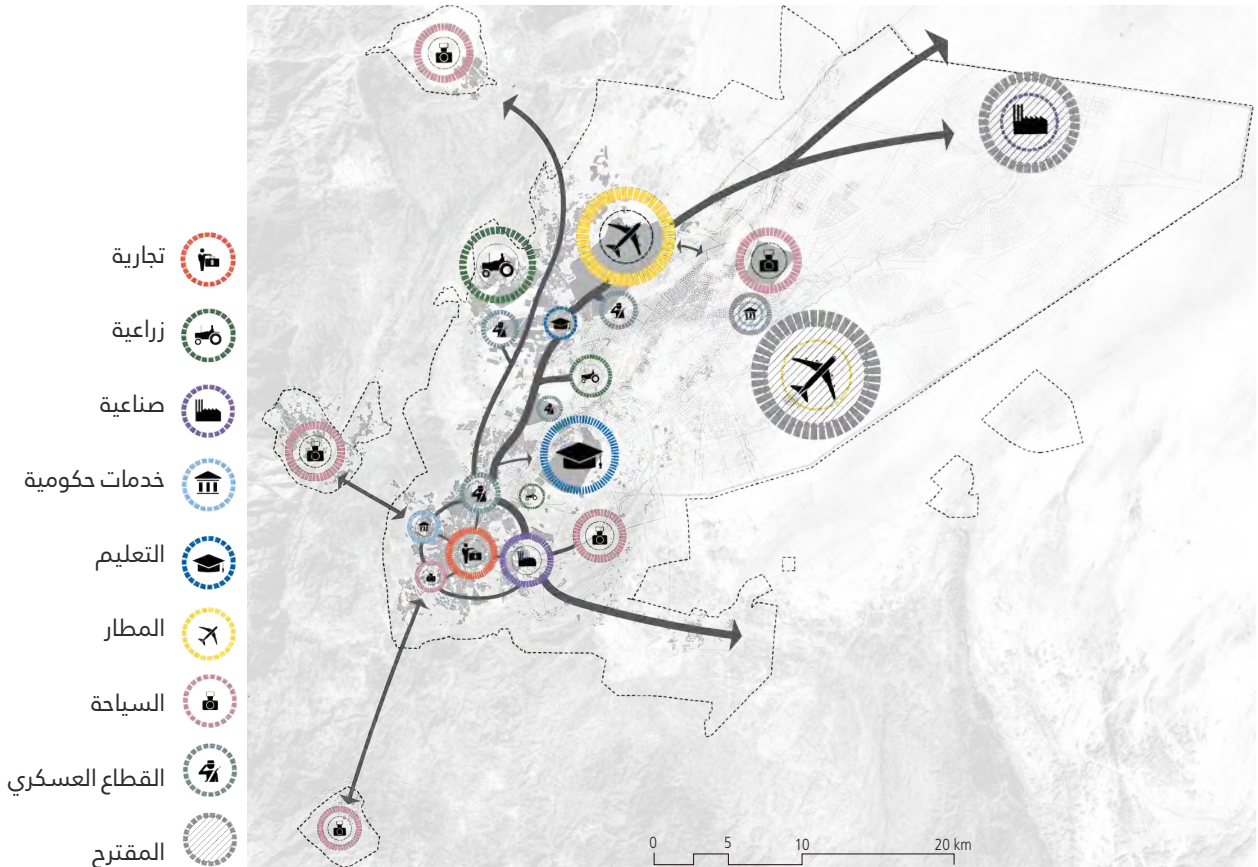 تجارية
زراعية
صناعية
خدمات حكومية
التعليم
المطار
السياحة
القطاع العسكري
المقترح
0 5 10 20 km